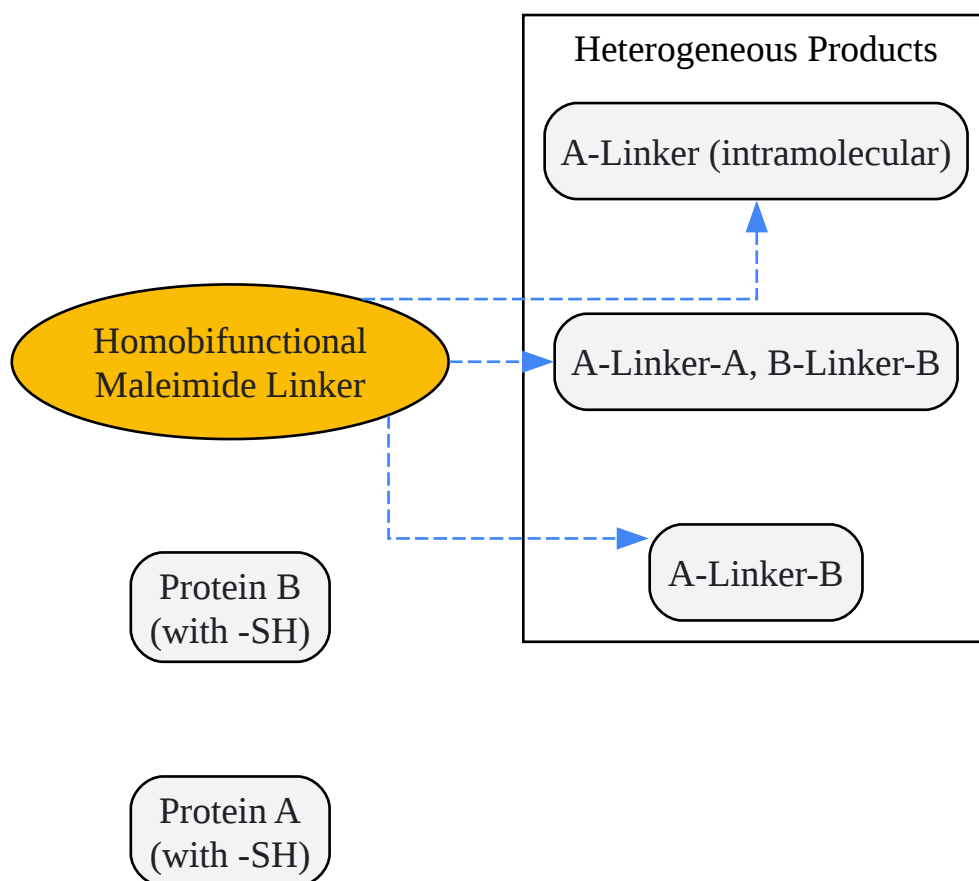 Heterogeneous Products
A-Linker (intramolecular)
Homobifunctional
Maleimide Linker
A-Linker-A, B-Linker-B
A-Linker-B
Protein B
(with -SH)
Protein A
(with -SH)